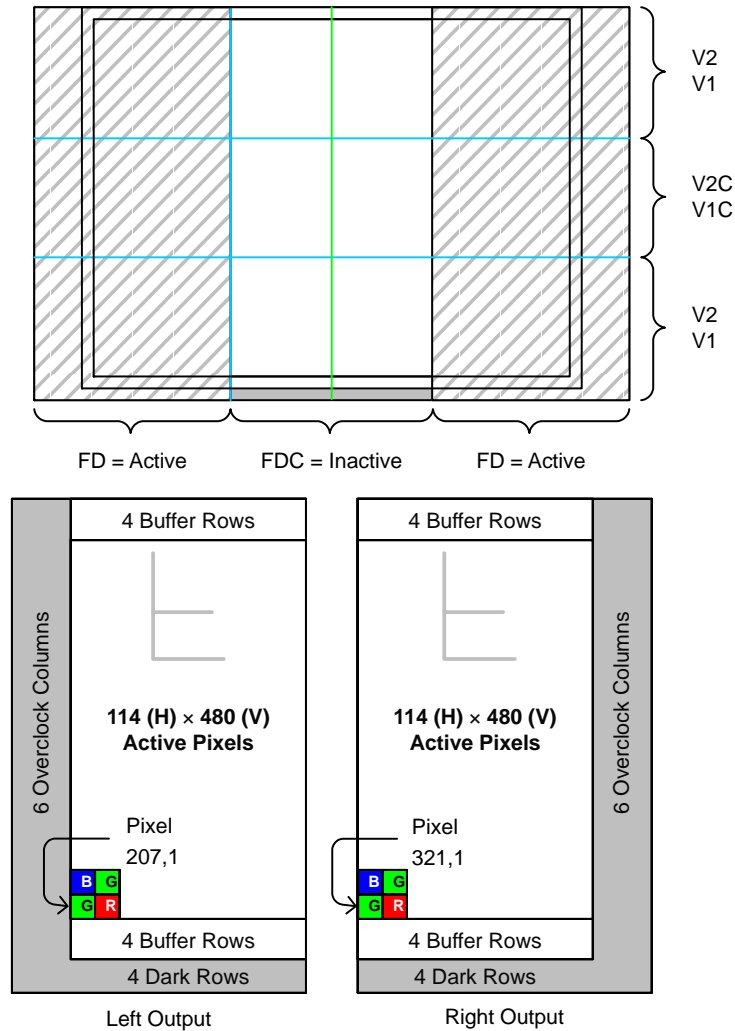 V2
V1
V2C
V1C
V2
V1
FD = Active
FDC = Inactive
FD = Active
4 Buffer Rows
6 Overclock Columns
114 (H) × 480 (V)
Active Pixels
Pixel
207,1
B G
G R
4 Buffer Rows
4 Dark Rows
Left Output
4 Buffer Rows
6 Overclock Columns
114 (H) × 480 (V)
Active Pixels
Pixel
321,1
B G
G R
4 Buffer Rows
4 Dark Rows
Right Output